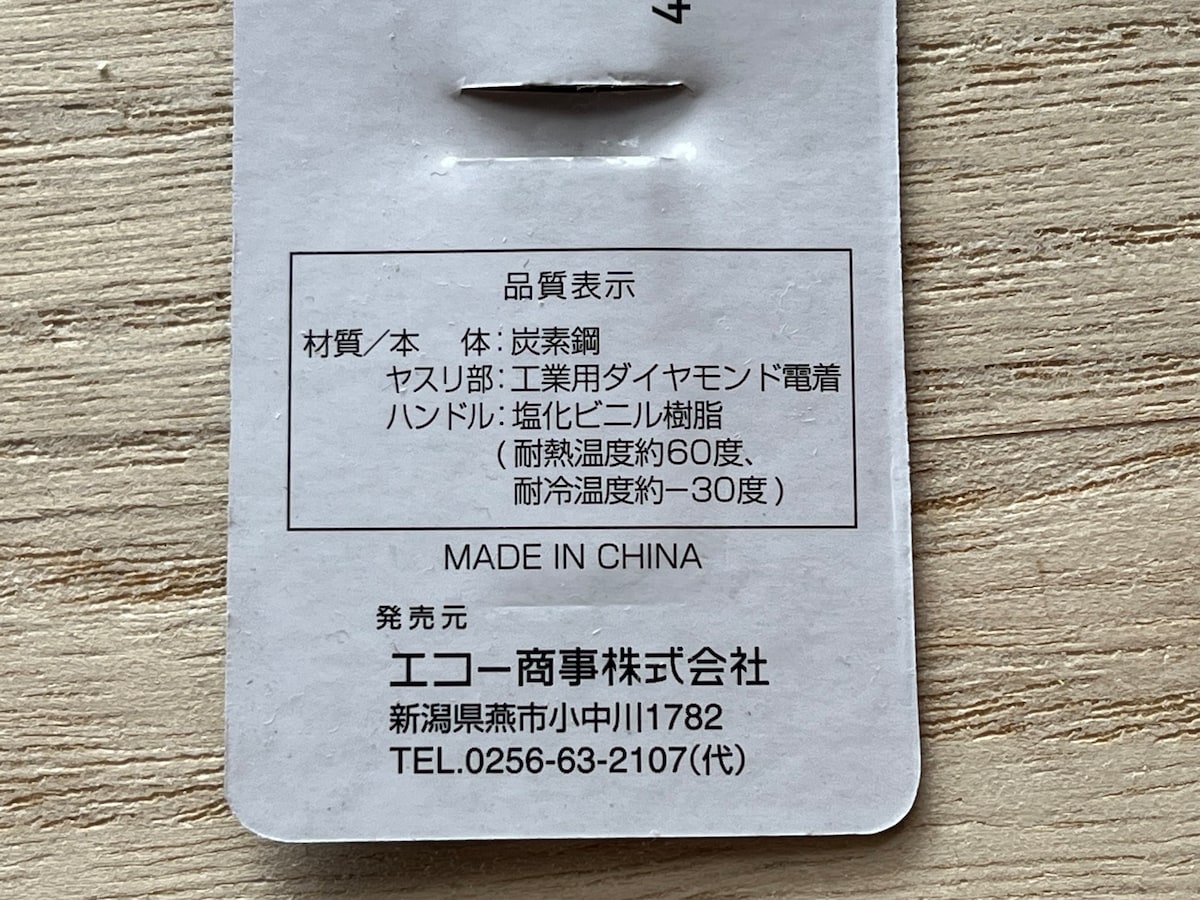 4
品質表示
材質／本　体：炭素鋼
ヤスリ部：工業用ダイヤモンド電着
ハンドル：塩化ビニル樹脂
(耐熱温度約60度、
耐冷温度約−30度)
MADE IN CHINA
発売元
エコー商事株式会社
新潟県燕市小中川1782
TEL.0256-63-2107(代)